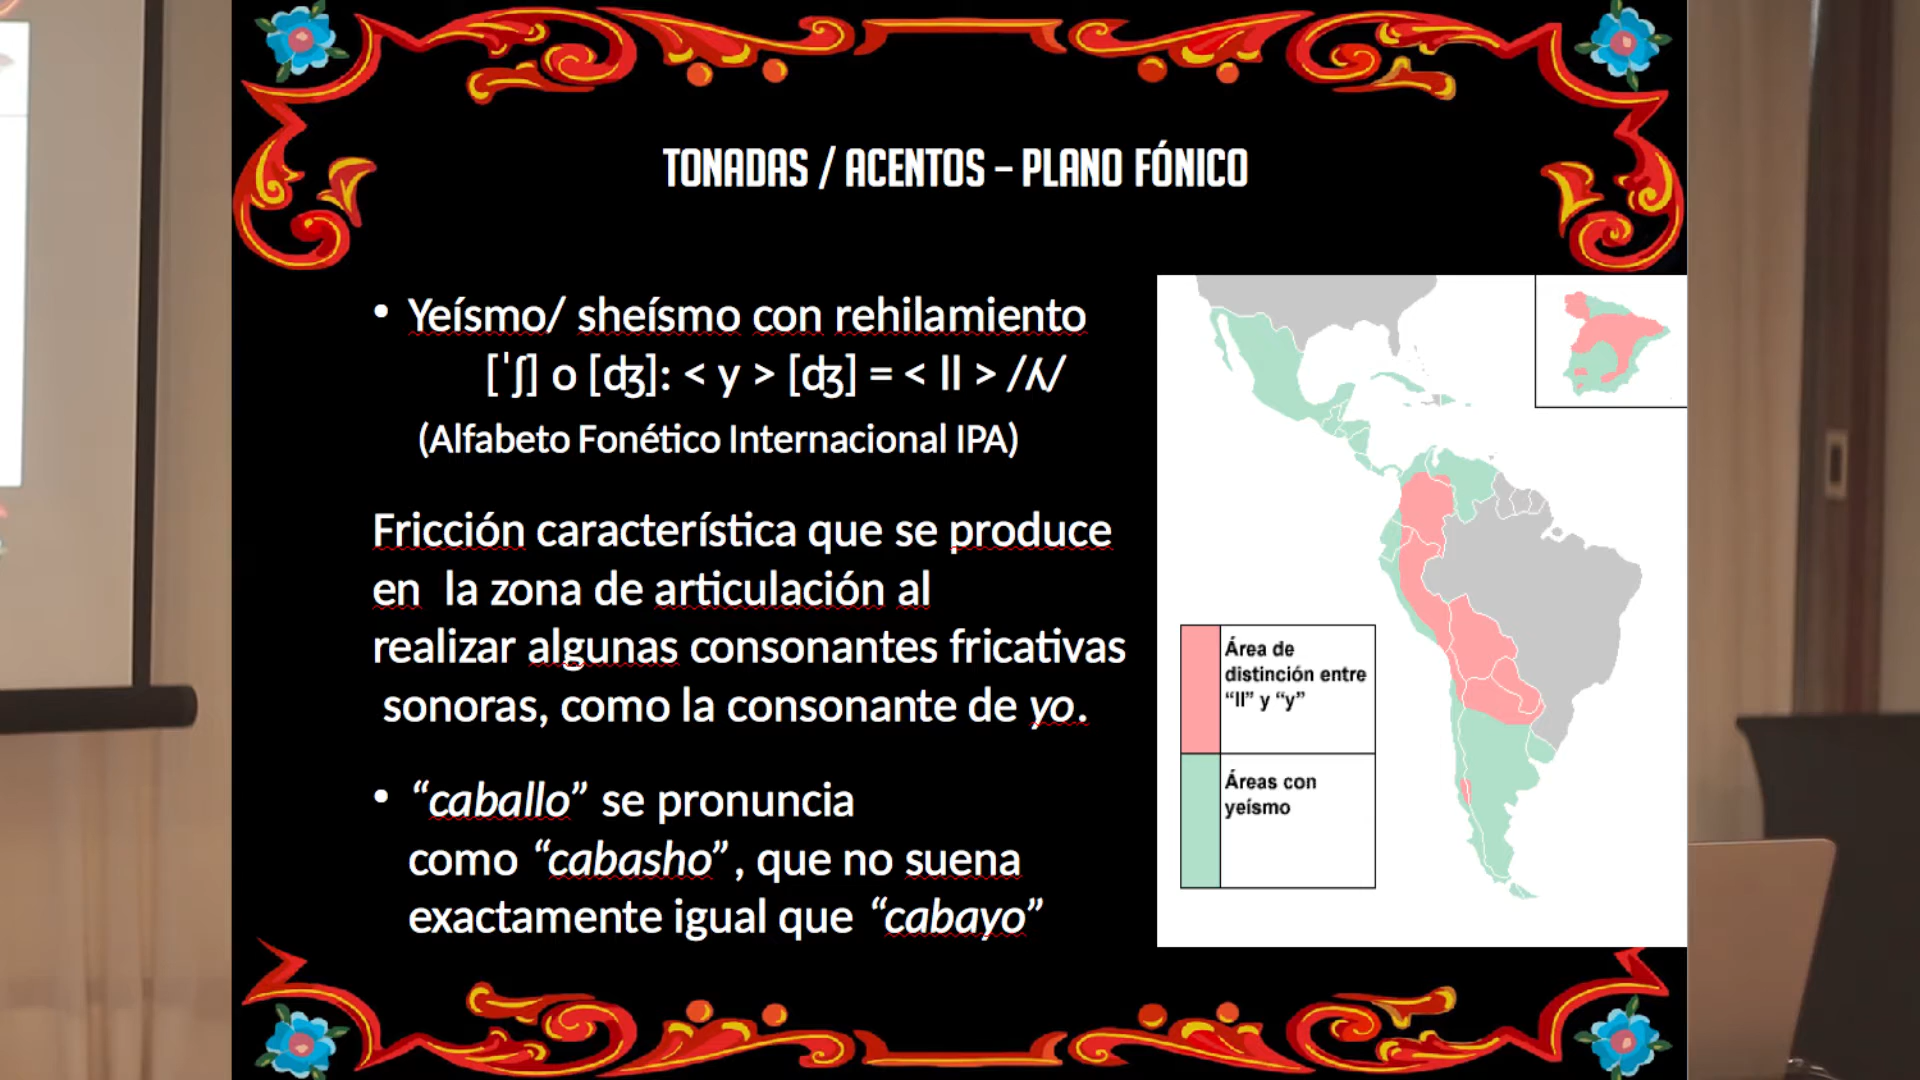 TONADAS / ACENTOS – PLANO FÓNICO
• Yeísmo/ sheísmo con rehilamiento
[ˈʃ] o [ʤ]: < y > [ʤ] = < ll > /ʎ/
(Alfabeto Fonético Internacional IPA)
Fricción característica que se produce
en la zona de articulación al
realizar algunas consonantes fricativas
sonoras, como la consonante de yo.
• “caballo” se pronuncia
como “cabasho”, que no suena
exactamente igual que “cabayo”
Área de
distinción entre
“ll” y “y”
Áreas con
yeísmo